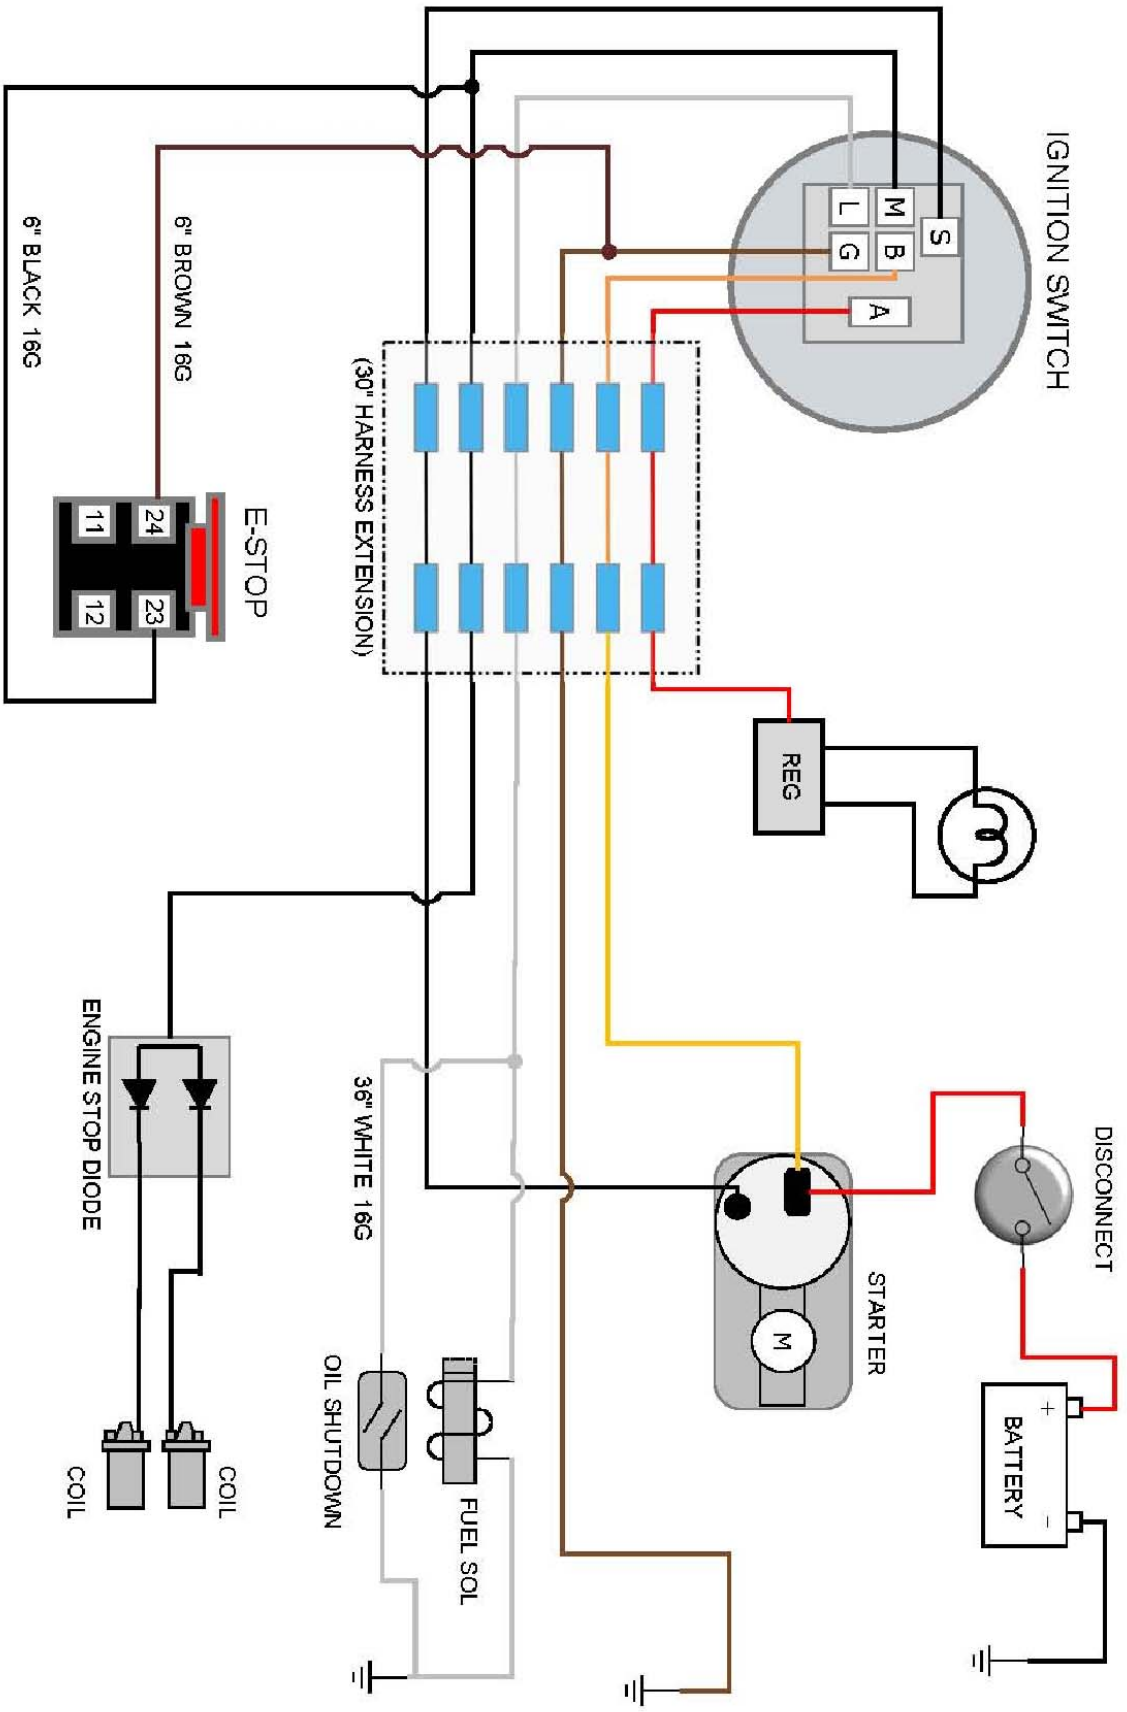 IGNITION SWITCH
S
M
B
L
G
A
(30" HARNESS EXTENSION)
6" BROWN 16G
6" BLACK 16G
E-STOP
24
23
11
12
REG
DISCONNECT
BATTERY
+
-
STARTER
M
36" WHITE 16G
FUEL SOL
OIL SHUTDOWN
ENGINE STOP DIODE
COIL
COIL